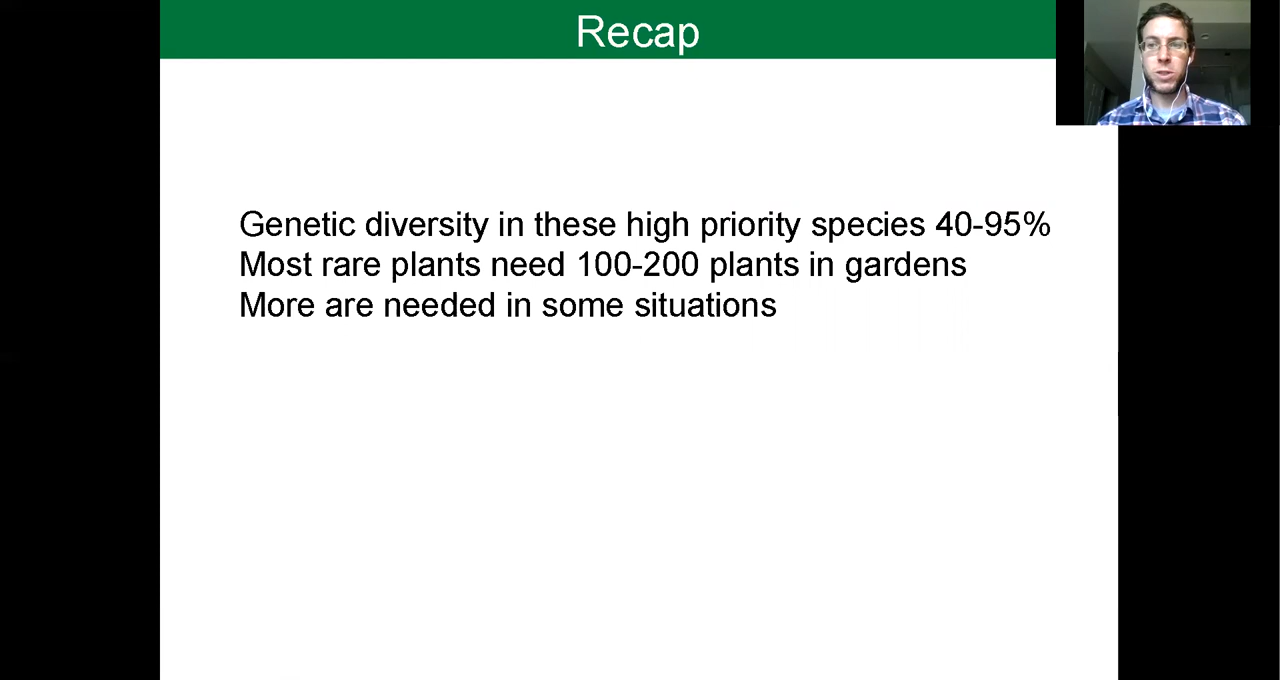 Recap
Genetic diversity in these high priority species 40-95%
Most rare plants need 100-200 plants in gardens
More are needed in some situations